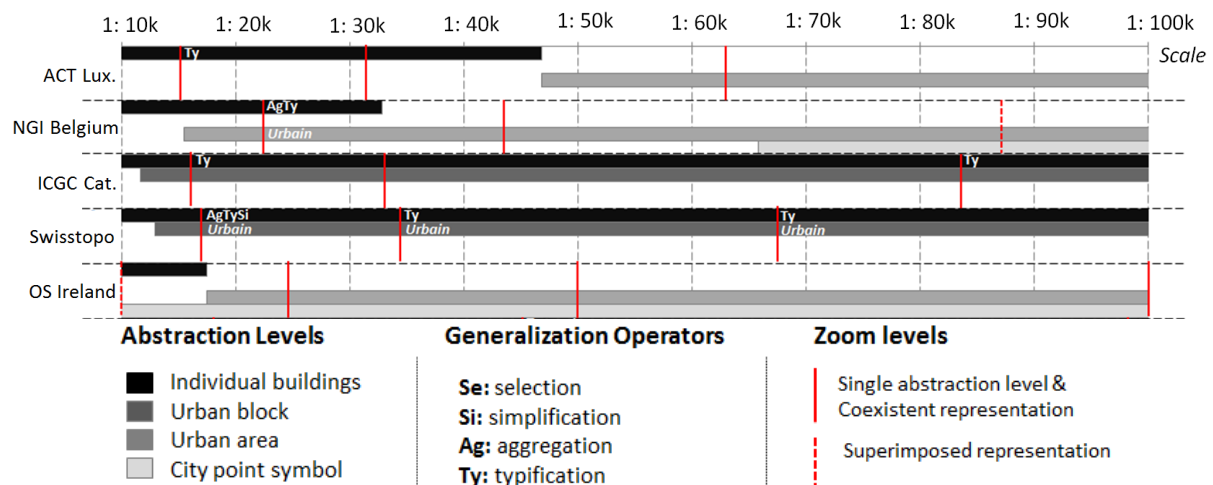 1: 10k 1: 20k 1: 30k 1: 40k 1: 50k 1: 60k 1: 70k 1: 80k 1: 90k 1: 100k
Scale
Ty
ACT Lux.
AgTy
NGI Belgium
Urbain
Ty Ty
ICGC Cat.
AgTySi Ty Ty
Urbain Urbain Urbain
Swisstopo
OS Ireland
Abstraction Levels
Individual buildings
Urban block
Urban area
City point symbol
Generalization Operators
Se: selection
Si: simplification
Ag: aggregation
Ty: typification
Zoom levels
Single abstraction level &
Coexistent representation
Superimposed representation